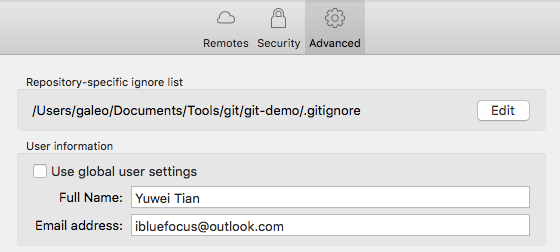 Remotes Security Advanced
Repository-specific ignore list
/Users/galeo/Documents/Tools/git/git-demo/.gitignore Edit
User information
Use global user settings
Full Name: Yuwei Tian
Email address: ibluefocus@outlook.com